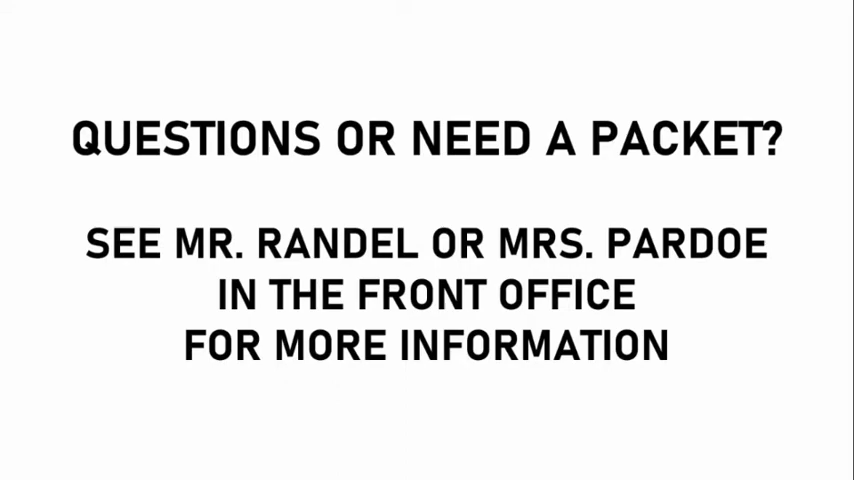 QUESTIONS OR NEED A PACKET?
SEE MR. RANDEL OR MRS. PARDOE
IN THE FRONT OFFICE
FOR MORE INFORMATION